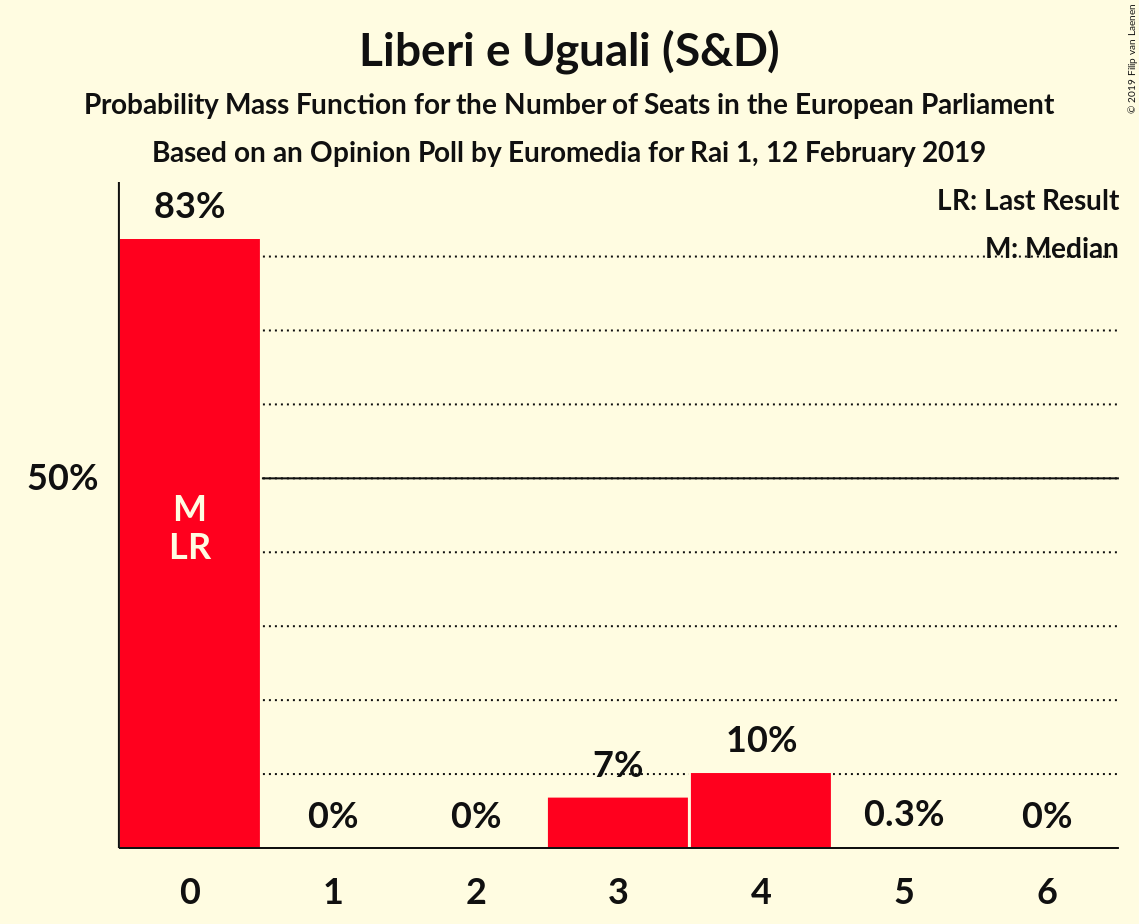 Liberi e Uguali (S&D)
Probability Mass Function for the Number of Seats in the European Parliament
Based on an Opinion Poll by Euromedia for Rai 1, 12 February 2019
© 2019 Filip van Laenen
LR: Last Result
M: Median
83%
50%
M
LR
0%
0%
7%
10%
0.3%
0%
0
1
2
3
4
5
6